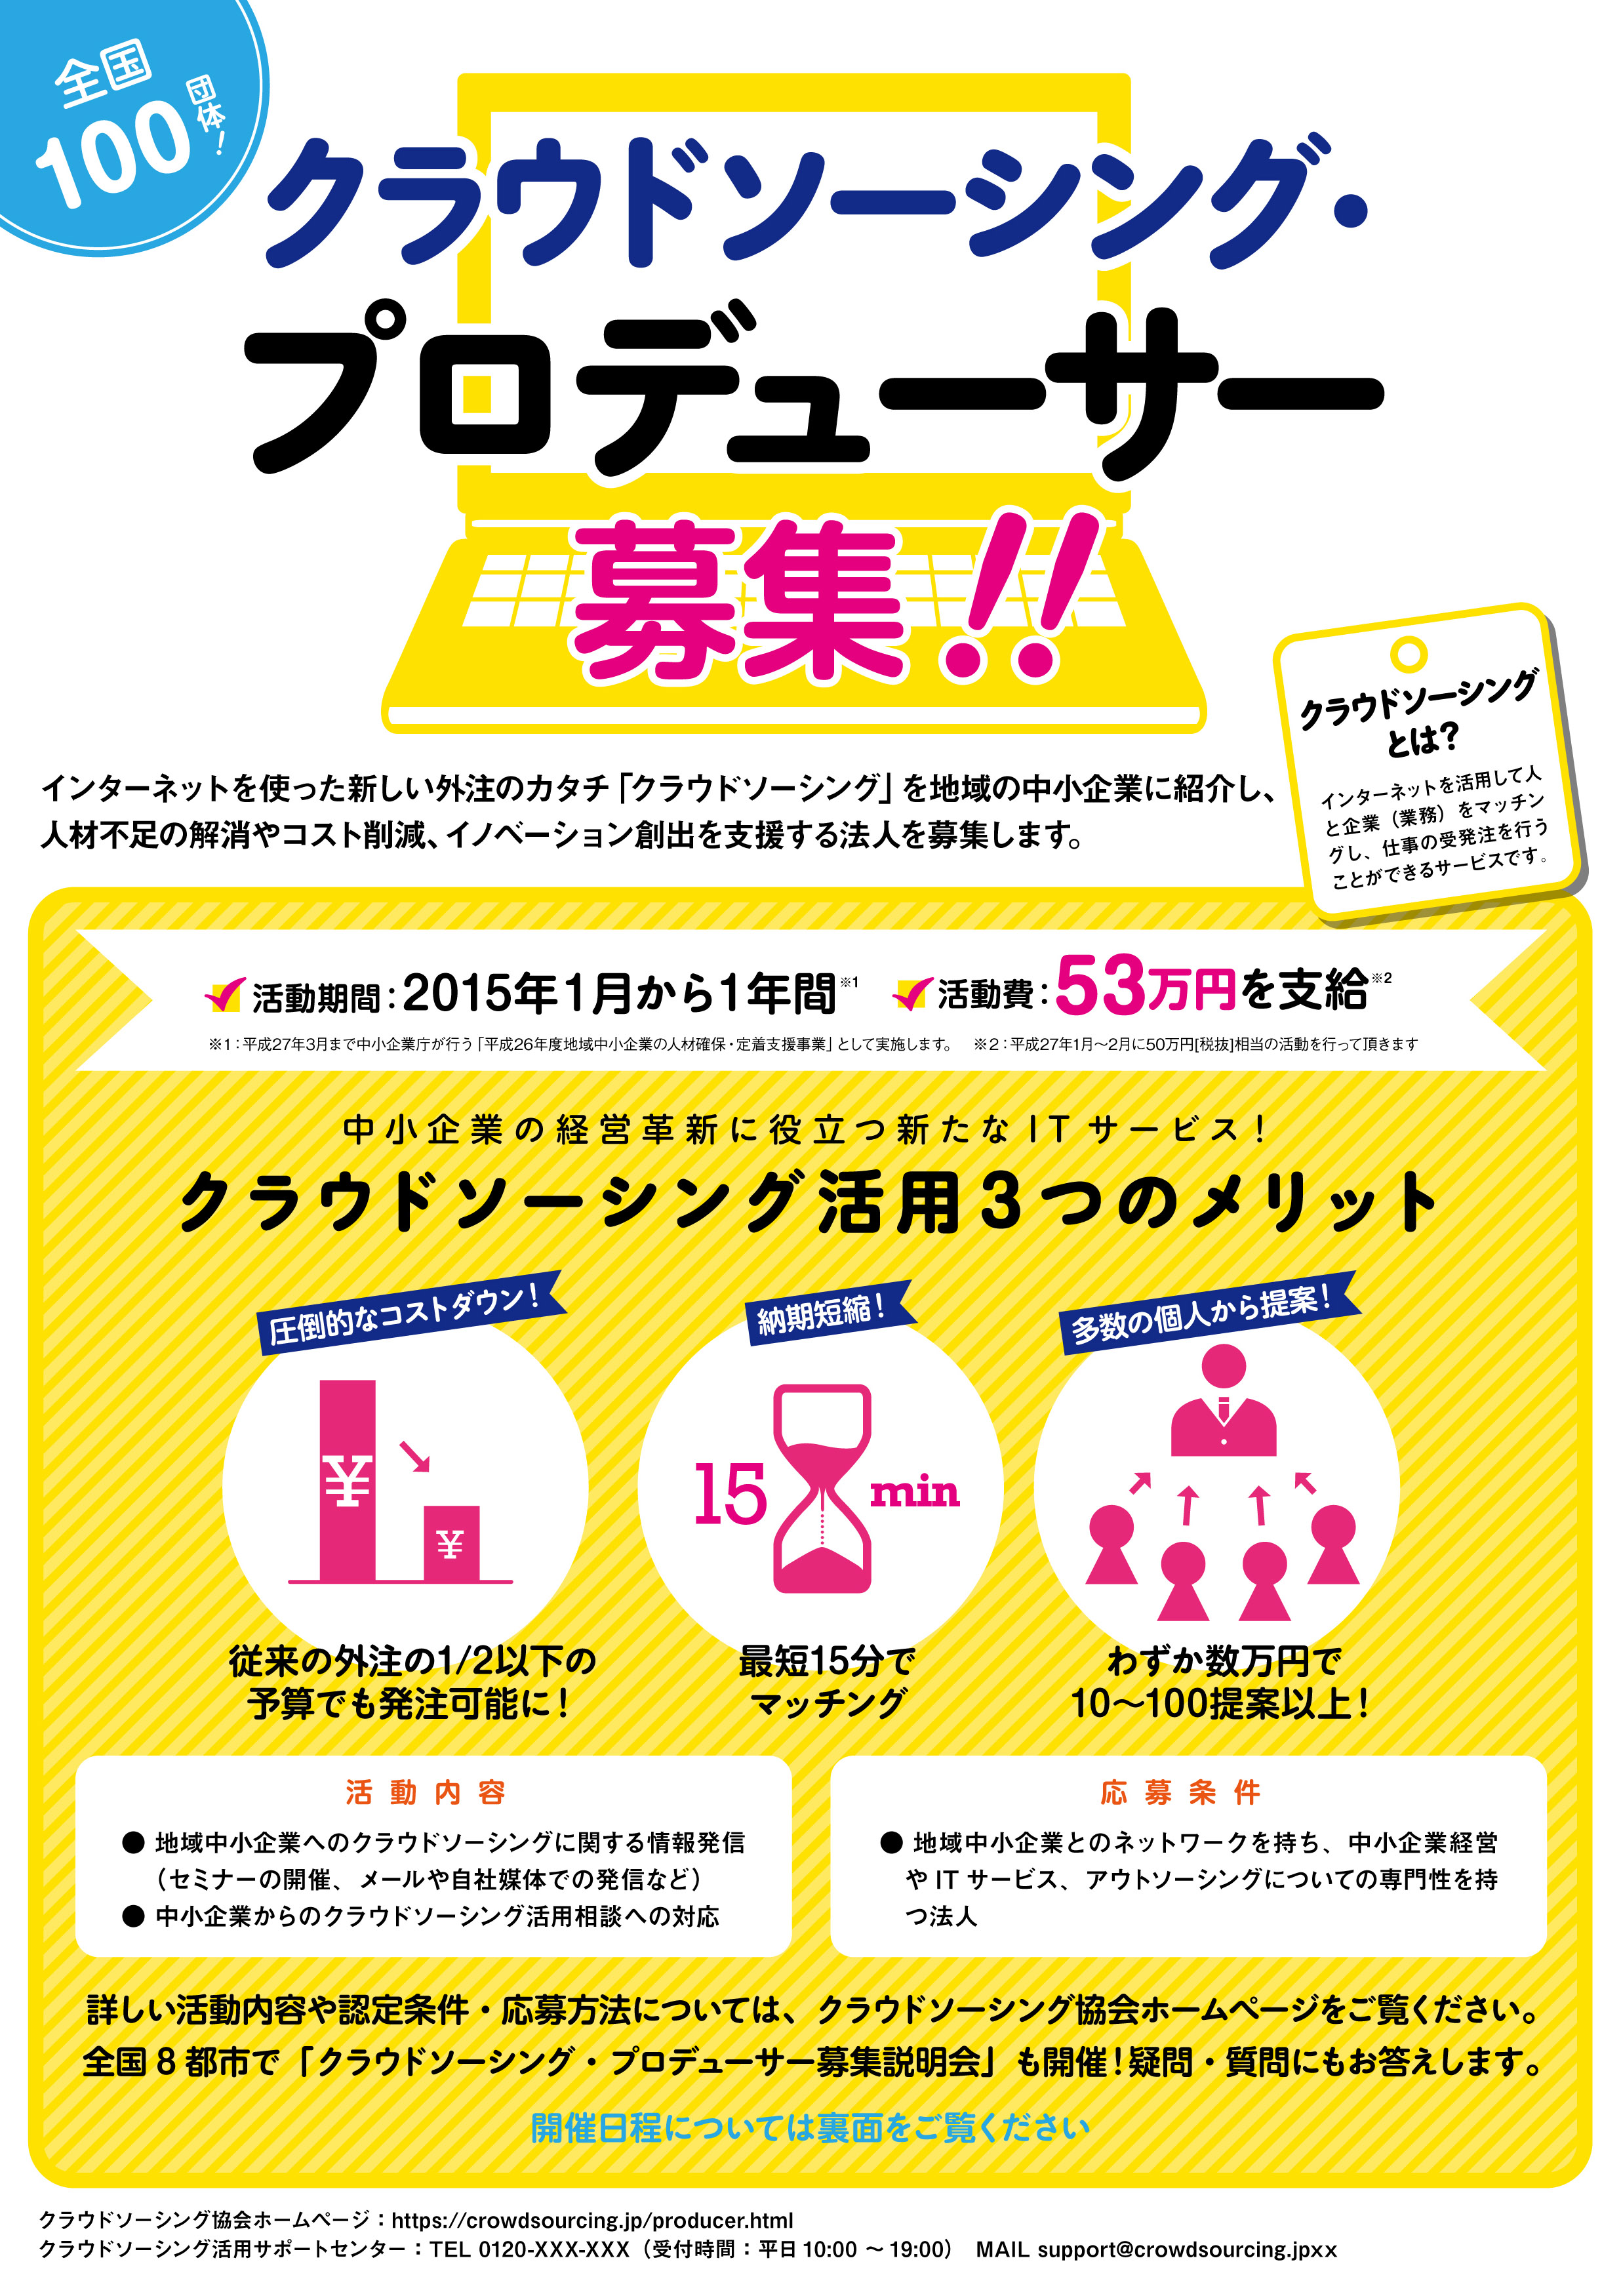 全国
100団体！
クラウドソーシング・
プロデューサー
募集!!
クラウドソーシング
とは？
インターネットを活用して人
と企業（業務）をマッチン
グし、仕事の受発注を行う
ことができるサービスです。
インターネットを使った新しい外注のカタチ「クラウドソーシング」を地域の中小企業に紹介し、
人材不足の解消やコスト削減、イノベーション創出を支援する法人を募集します。
活動期間：2015年1月から1年間※1　活動費：53万円を支給※2
※1：平成27年3月まで中小企業庁が行う「平成26年度地域中小企業の人材確保・定着支援事業」として実施します。　※2：平成27年1月〜2月に50万円[税抜]相当の活動を行って頂きます
中小企業の経営革新に役立つ新たなITサービス！
クラウドソーシング活用3つのメリット
圧倒的なコストダウン！
¥
¥
従来の外注の1/2以下の
予算でも発注可能に！
納期短縮！
15 min
最短15分で
マッチング
多数の個人から提案！
わずか数万円で
10〜100提案以上！
活動内容
● 地域中小企業へのクラウドソーシングに関する情報発信
（セミナーの開催、メールや自社媒体での発信など）
● 中小企業からのクラウドソーシング活用相談への対応
応募条件
● 地域中小企業とのネットワークを持ち、中小企業経営
や IT サービス、アウトソーシングについての専門性を持
つ法人
詳しい活動内容や認定条件・応募方法については、クラウドソーシング協会ホームページをご覧ください。
全国 8 都市で「クラウドソーシング・プロデューサー募集説明会」も開催！疑問・質問にもお答えします。
開催日程については裏面をご覧ください
クラウドソーシング協会ホームページ：https://crowdsourcing.jp/producer.html
クラウドソーシング活用サポートセンター：TEL 0120-XXX-XXX（受付時間：平日 10:00 〜 19:00）　MAIL support@crowdsourcing.jpxx